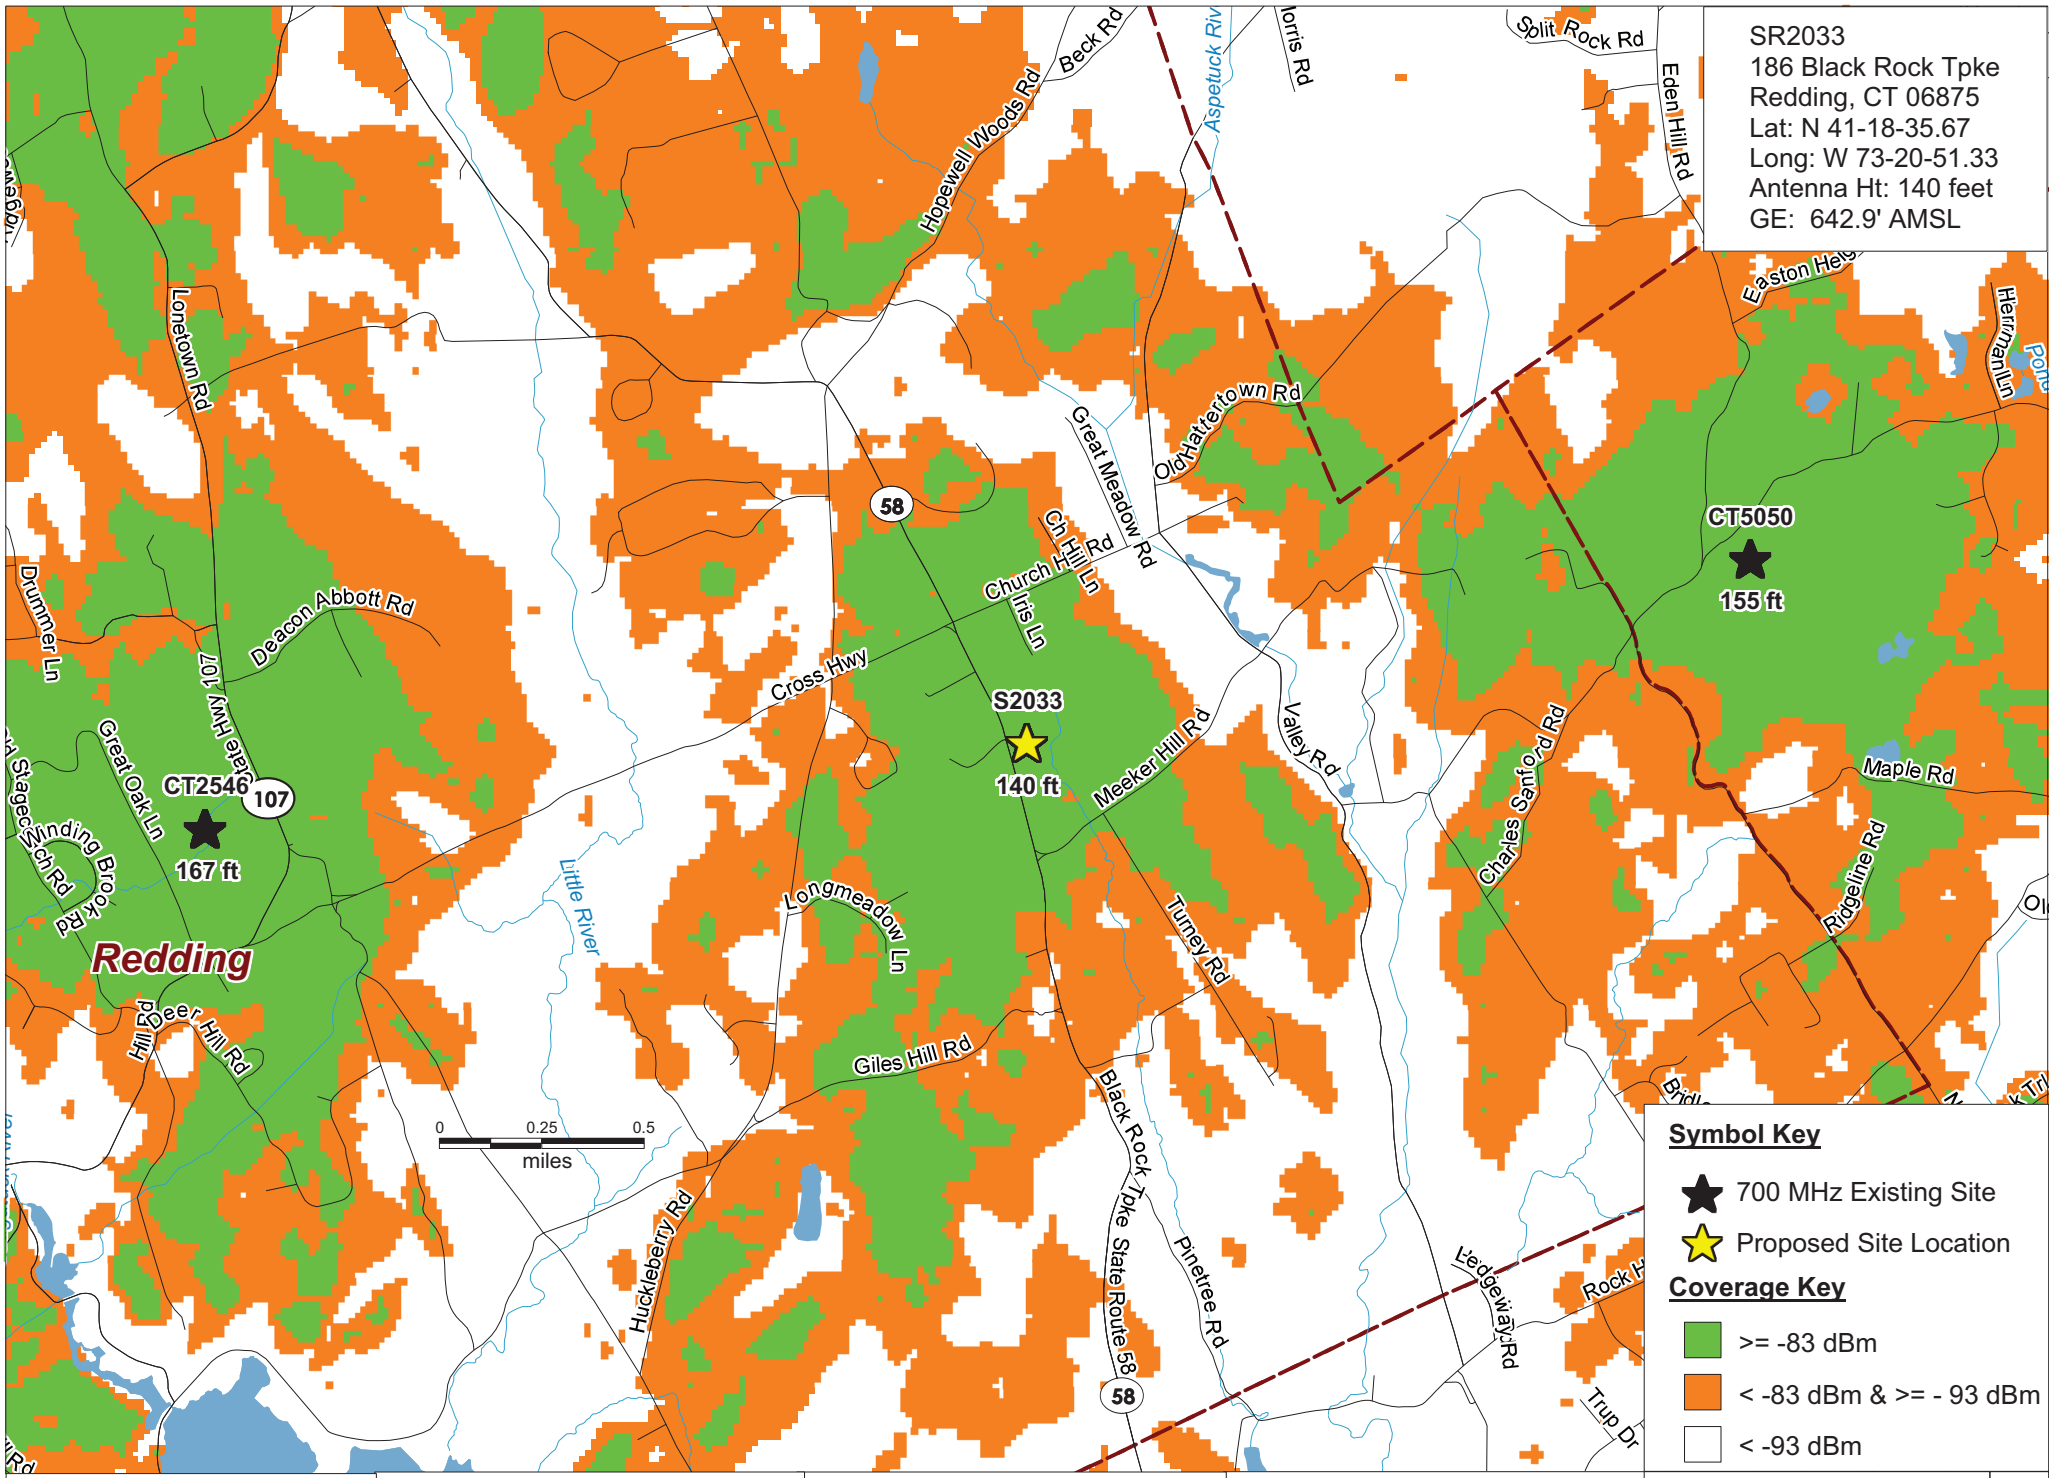 SR2033
186 Black Rock Tpke
Redding, CT 06875
Lat: N 41-18-35.67
Long: W 73-20-51.33
Antenna Ht: 140 feet
GE: 642.9' AMSL
Beck Rd
Aspetuck Riv
Split Rock Rd
Eden Hill Rd
Hopewell Woods Rd
Easton Heig
Herrman Ln
Pond
Lonetown Rd
Old Hattertown Rd
Great Meadow Rd
58
Ch Hill Ln
Church Hill Rd
Iris Ln
CT5050
155 ft
Drummer Ln
Deacon Abbott Rd
State Hwy 107
Cross Hwy
S2033
140 ft
Meeker Hill Rd
Valley Rd
Charles Sanford Rd
Maple Rd
Ridgeline Rd
Great Oak Ln
CT2546
107
167 ft
Winding Brook Rd
Little River
Longmeadow Ln
Turney Rd
Redding
Hill Rd
Deer Hill Rd
Giles Hill Rd
Black Rock Tpke
State Route 58
Pinetree Rd
0 0.25 0.5
miles
Huckleberry Rd
58
Ledgeway Rd
Rock H
Trup Dr
Symbol Key
700 MHz Existing Site
Proposed Site Location
Coverage Key
>= -83 dBm
< -83 dBm & >= - 93 dBm
< -93 dBm